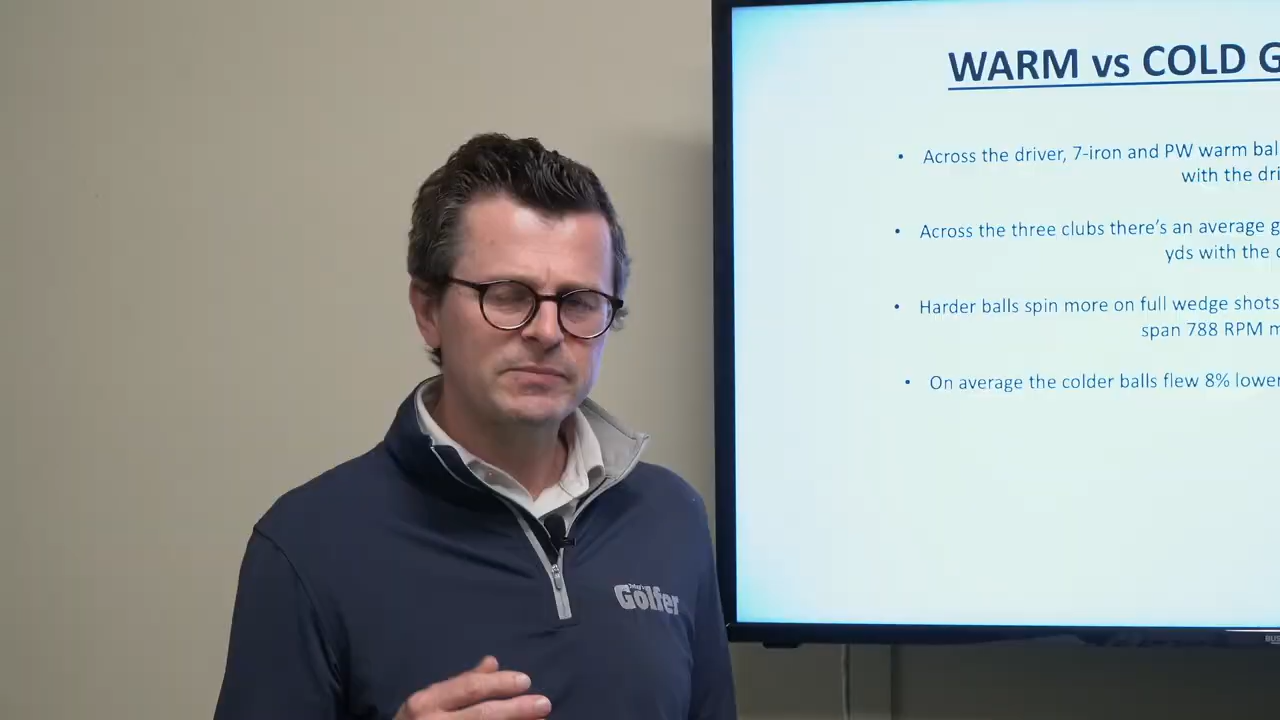 WARM vs COLD G
• Across the driver, 7-iron and PW warm bal
with the dri
• Across the three clubs there's an average g
yds with the
• Harder balls spin more on full wedge shots
span 788 RPM
• On average the colder balls flew 8% lower
Today's
Golfer